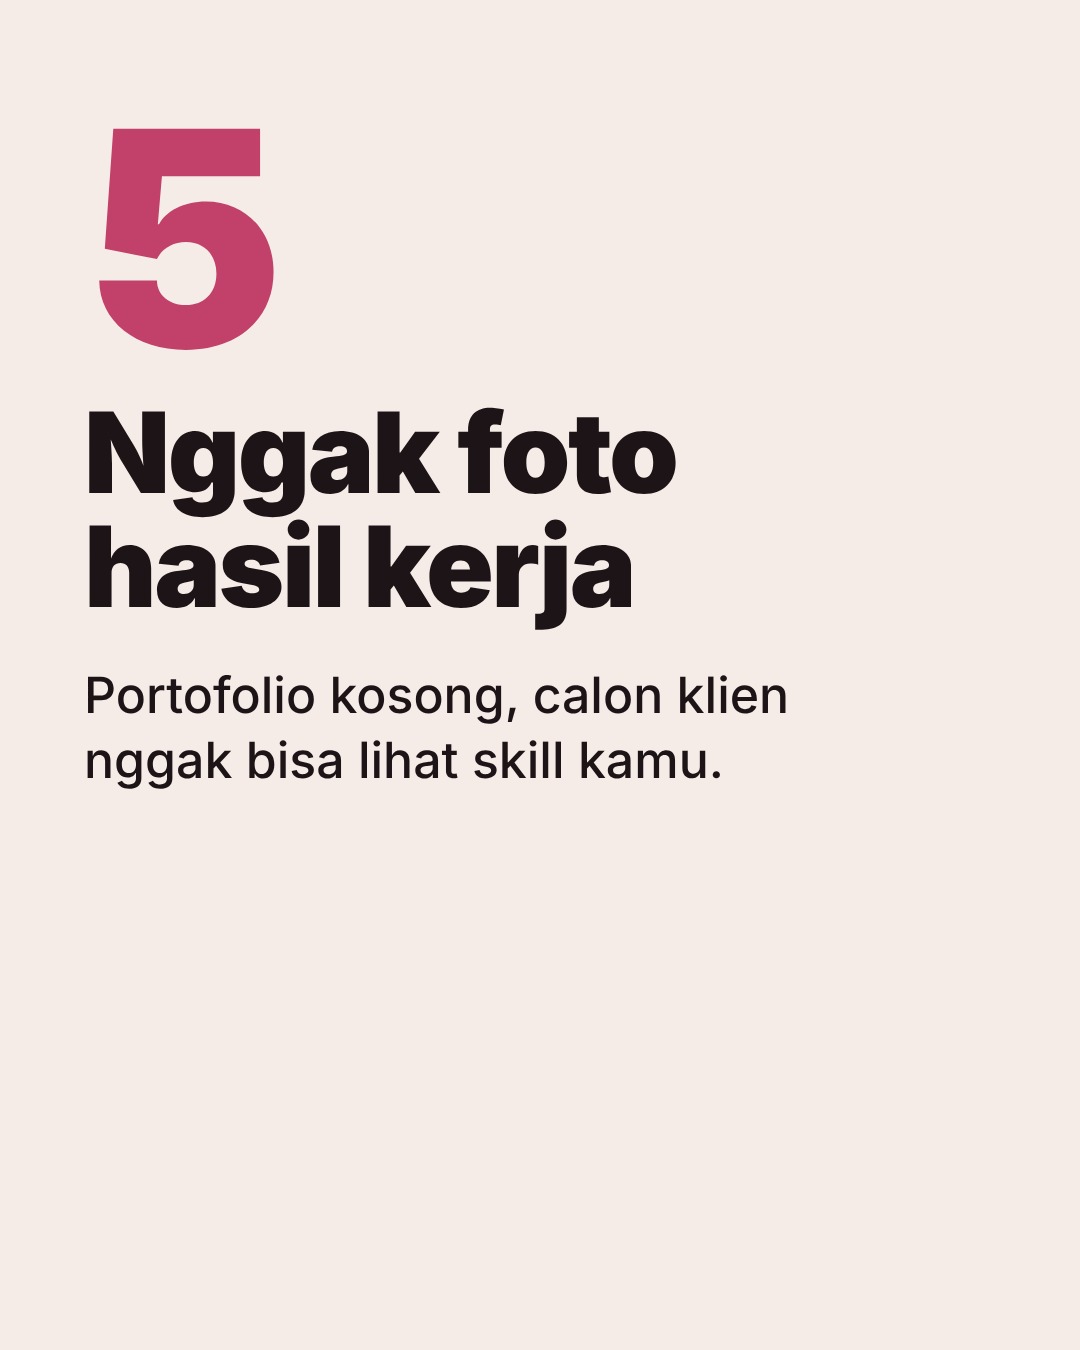 5
Nggak foto
hasil kerja
Portofolio kosong, calon klien
nggak bisa lihat skill kamu.